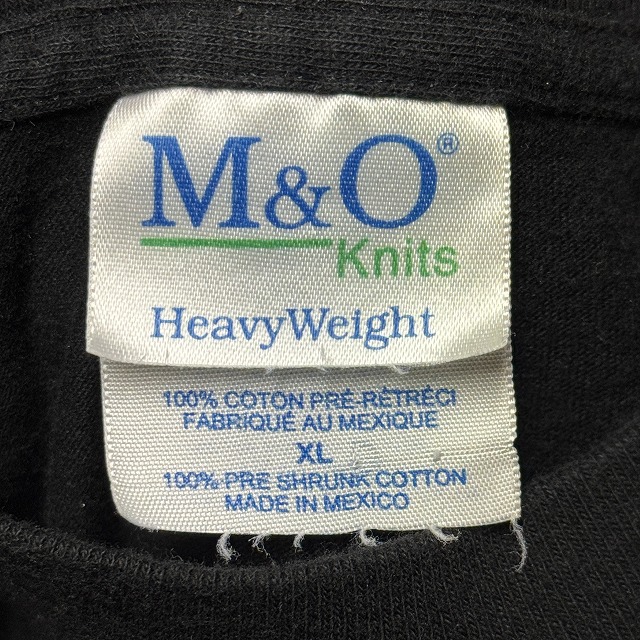 M&O®
Knits
HeavyWeight
100% COTON PRÉ-RÉTRÉCI
FABRIQUÉ AU MEXIQUE
XL
100% PRE SHRUNK COTTON
MADE IN MEXICO